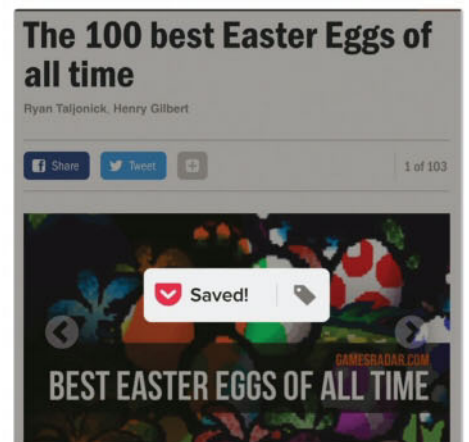 The 100 best Easter Eggs of
all time
Ryan Taljonick, Henry Gilbert
Share
Tweet
1 of 103
Saved!
GAMESRADAR.COM
BEST EASTER EGGS OF ALL TIME